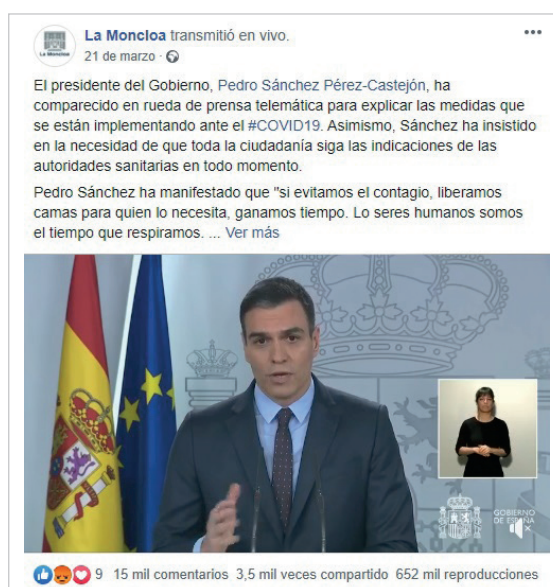 La Moncloa transmitió en vivo.
21 de marzo ·
La Moncloa
El presidente del Gobierno, Pedro Sánchez Pérez-Castejón, ha
comparecido en rueda de prensa telemática para explicar las medidas que
se están implementando ante el #COVID19. Asimismo, Sánchez ha insistido
en la necesidad de que toda la ciudadanía siga las indicaciones de las
autoridades sanitarias en todo momento.
Pedro Sánchez ha manifestado que "si evitamos el contagio, liberamos
camas para quien lo necesita, ganamos tiempo. Lo seres humanos somos
el tiempo que respiramos. ... Ver más
GOBIERNO
DE ESPAÑA
9 15 mil comentarios 3,5 mil veces compartido 652 mil reproducciones